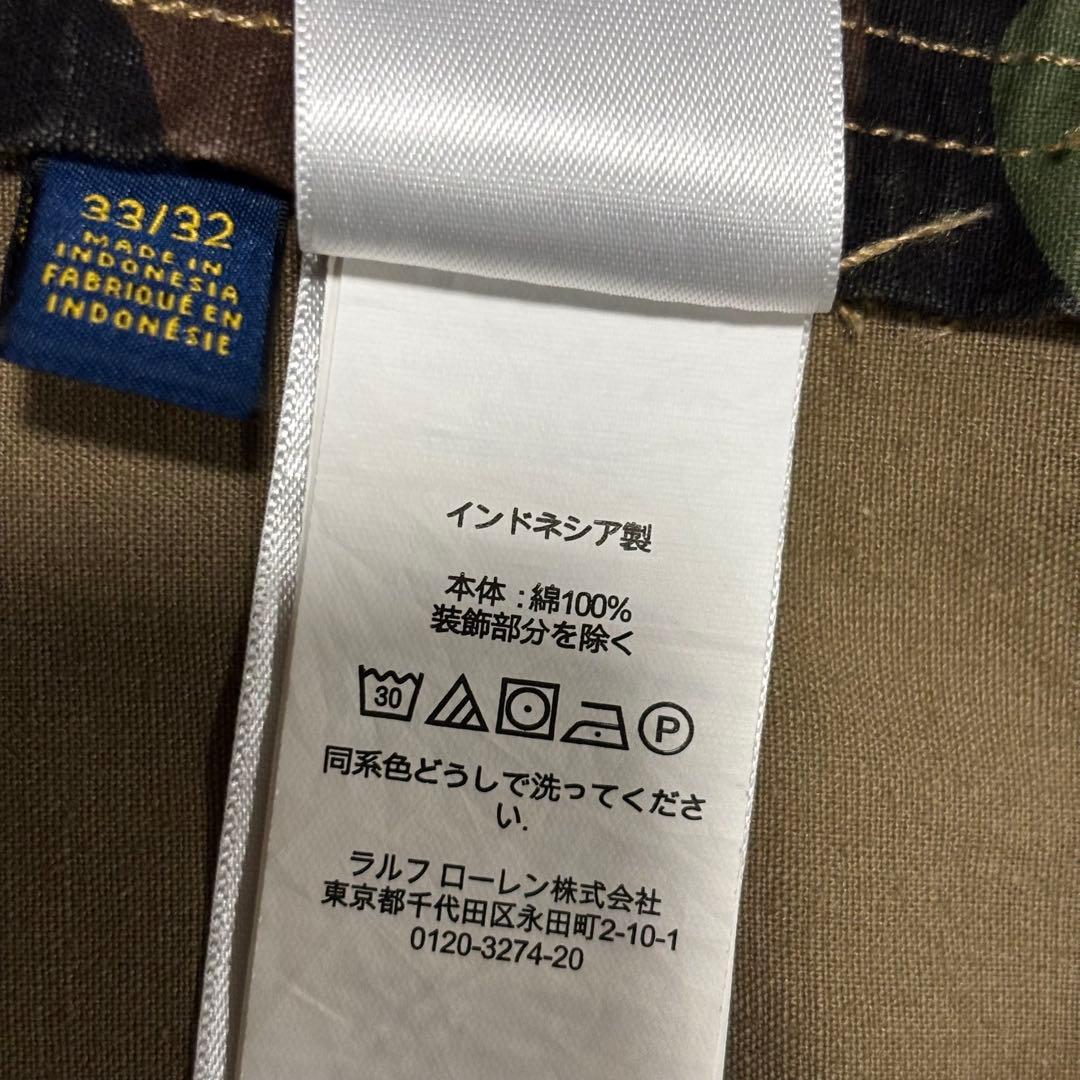 33/32
MADE IN
INDONESIA
FABRIQUÉ EN
INDONÉSIE
インドネシア製
本体 : 綿100%
装飾部分を除く
30
P
同系色どうしで洗ってくださ
い.
ラルフ ローレン株式会社
東京都千代田区永田町2-10-1
0120-3274-20